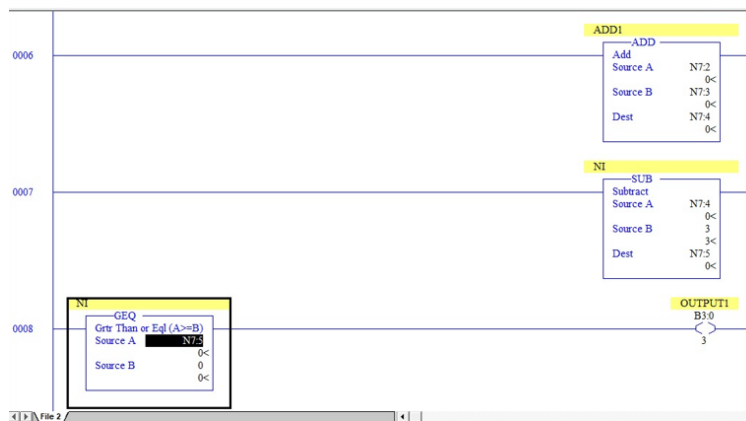 ADD1
0006
ADD
Add
Source A N7:2
0<
Source B N7:3
0<
Dest N7:4
0<
NI
0007
SUB
Subtract
Source A N7:4
0<
Source B 3
3<
Dest N7:5
0<
NI
OUTPUT1
0008
GEQ
Grtr Than or Eql (A>=B)
Source A N7:5
0<
Source B 0
0<
B3:0
3
File 2